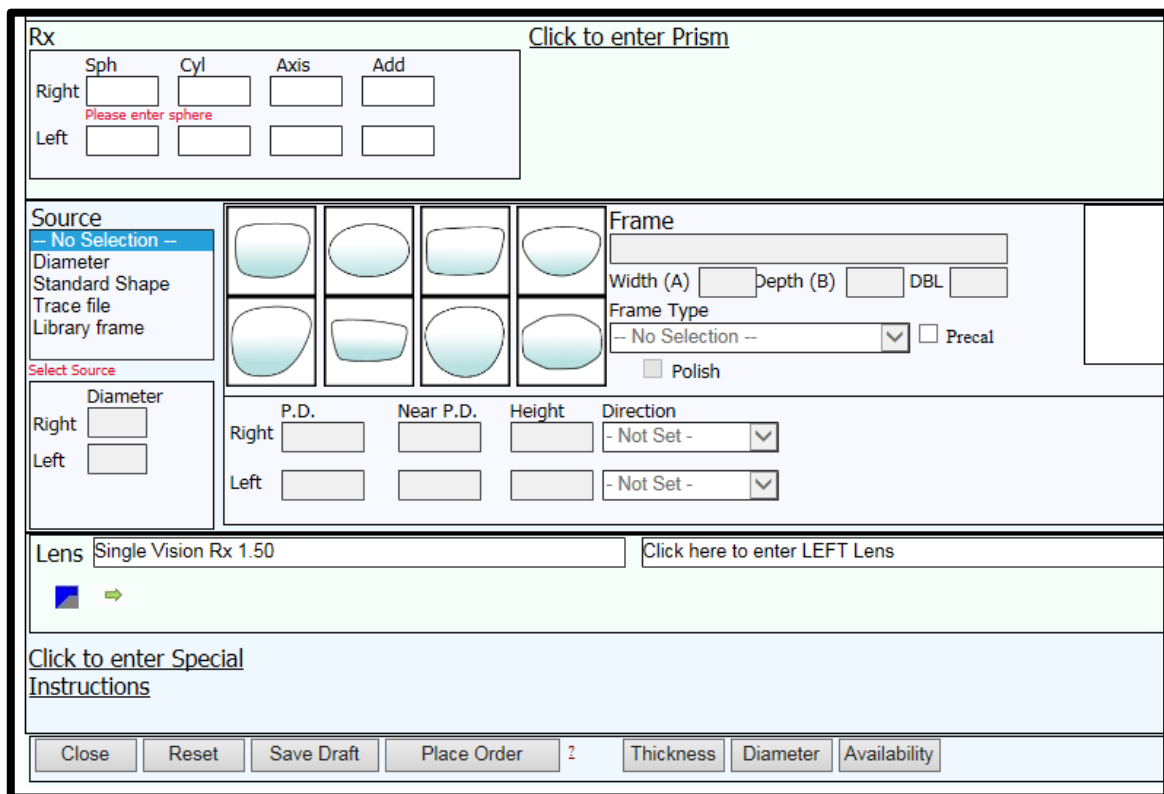 Rx
Click to enter Prism
Sph Cyl Axis Add
Right
Please enter sphere
Left
Source
-- No Selection --
Diameter
Standard Shape
Trace file
Library frame
Select Source
Diameter
Right
Left
Frame
Width (A) Depth (B) DBL
Frame Type
-- No Selection -- Precal
Polish
P.D. Near P.D. Height Direction
Right - Not Set -
Left - Not Set -
Lens Single Vision Rx 1.50 Click here to enter LEFT Lens
Click to enter Special
Instructions
Close Reset Save Draft Place Order ? Thickness Diameter Availability